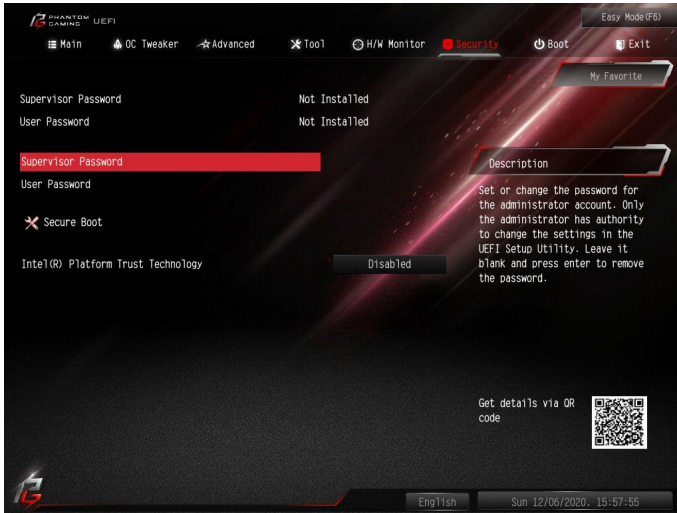 PHANTOM GAMING UEFI
Easy Mode(F6)
Main OC Tweaker Advanced Tool H/W Monitor Security Boot Exit
My Favorite
Supervisor Password Not Installed
User Password Not Installed
Supervisor Password
User Password
Secure Boot
Intel(R) Platform Trust Technology Disabled
Description
Set or change the password for
the administrator account. Only
the administrator has authority
to change the settings in the
UEFI Setup Utility. Leave it
blank and press enter to remove
the password.
Get details via QR
code
English
Sun 12/06/2020. 15:57:55